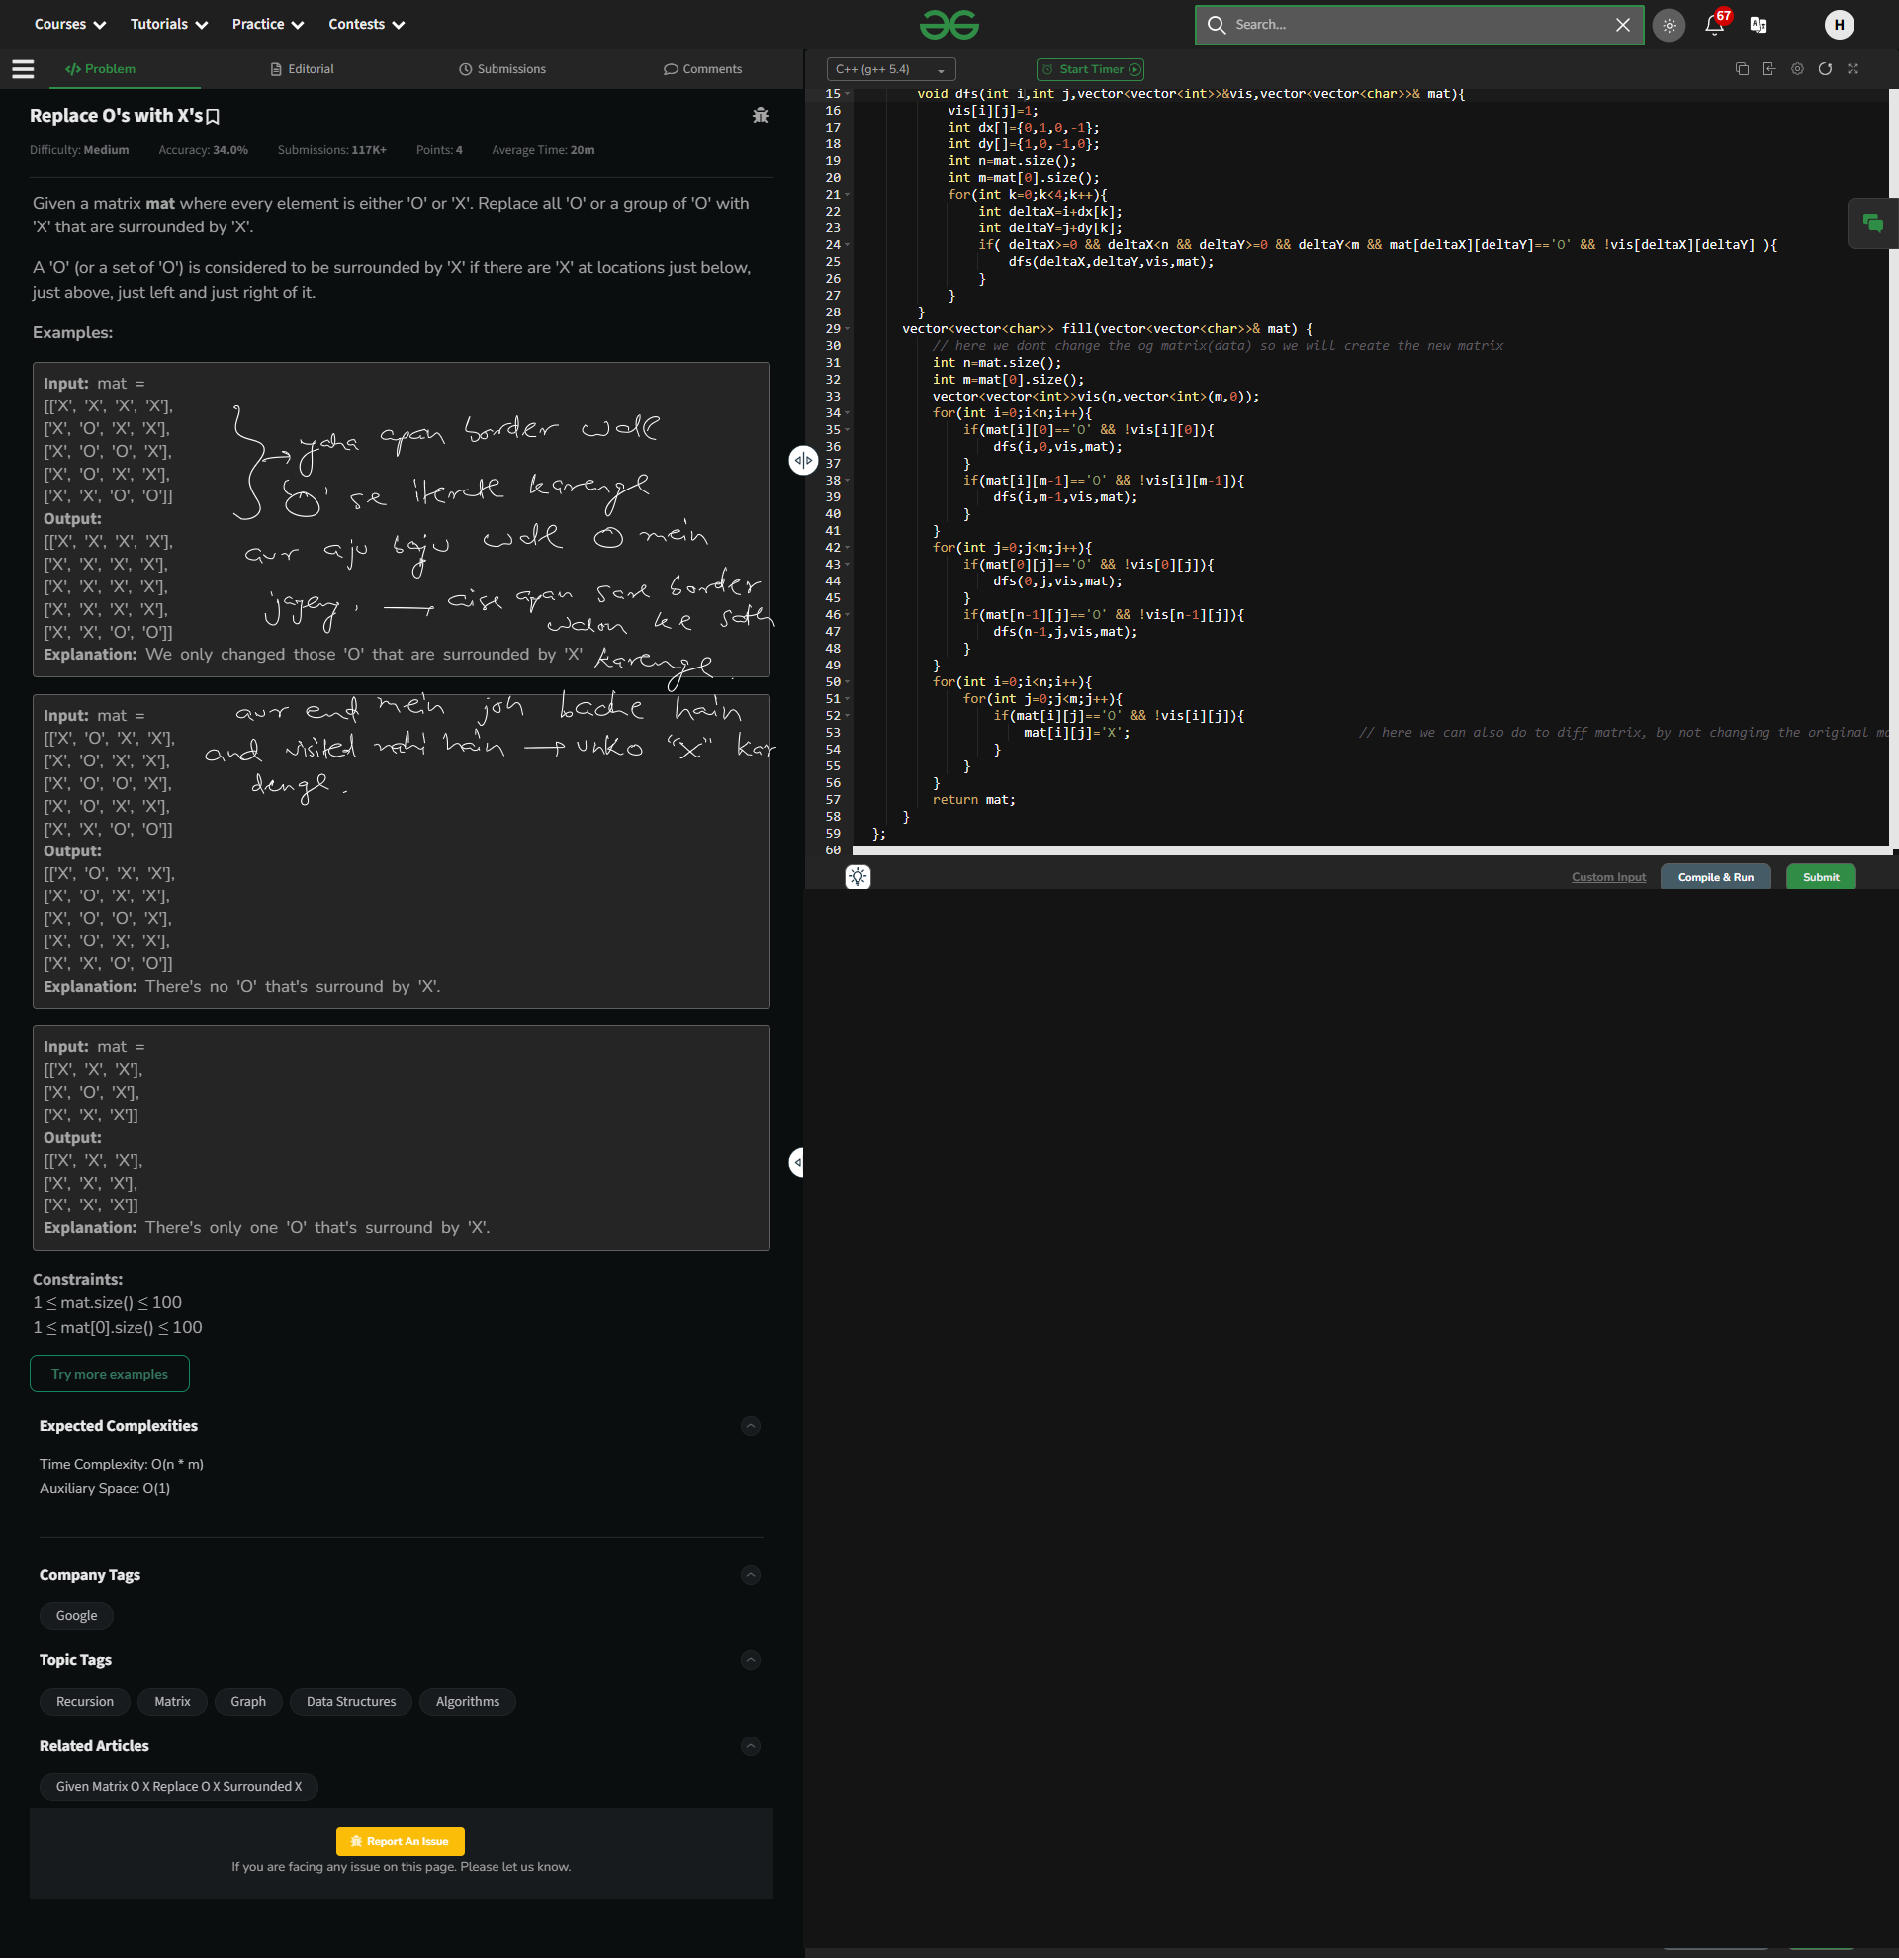 Courses Tutorials Practice Contests Search... 67 H
Problem Editorial Submissions Comments
Replace O's with X's
Difficulty: Medium Accuracy: 34.0% Submissions: 117K+ Points: 4 Average Time: 20m
Given a matrix mat where every element is either 'O' or 'X'. Replace all 'O' or a group of 'O' with
'X' that are surrounded by 'X'.
A 'O' (or a set of 'O') is considered to be surrounded by 'X' if there are 'X' at locations just below,
just above, just left and just right of it.
Examples:
Input: mat =
[['X', 'X', 'X', 'X'],
['X', 'O', 'X', 'X'],
['X', 'O', 'O', 'X'],
['X', 'O', 'X', 'X'],
['X', 'X', 'O', 'O']]
Output:
[['X', 'X', 'X', 'X'],
['X', 'X', 'X', 'X'],
['X', 'X', 'X', 'X'],
['X', 'X', 'X', 'X'],
['X', 'X', 'O', 'O']]
Explanation: We only changed those 'O' that are surrounded by 'X'
→ yaha apan border wale
'O' se iterate karenge
aur aju baju wale O mein
jayeng, — aise apan sare border
walon ke sath
karenge.
Input: mat =
[['X', 'O', 'X', 'X'],
['X', 'O', 'X', 'X'],
['X', 'O', 'O', 'X'],
['X', 'O', 'X', 'X'],
['X', 'X', 'O', 'O']]
Output:
[['X', 'O', 'X', 'X'],
['X', 'O', 'X', 'X'],
['X', 'O', 'O', 'X'],
['X', 'O', 'X', 'X'],
['X', 'X', 'O', 'O']]
Explanation: There's no 'O' that's surround by 'X'.
aur end mein joh bache hain
and visited nahi hain → unko "X" kar
denge.
Input: mat =
[['X', 'X', 'X'],
['X', 'O', 'X'],
['X', 'X', 'X']]
Output:
[['X', 'X', 'X'],
['X', 'X', 'X'],
['X', 'X', 'X']]
Explanation: There's only one 'O' that's surround by 'X'.
Constraints:
1 ≤ mat.size() ≤ 100
1 ≤ mat[0].size() ≤ 100
Try more examples
Expected Complexities
Time Complexity: O(n * m)
Auxiliary Space: O(1)
Company Tags
Google
Topic Tags
Recursion Matrix Graph Data Structures Algorithms
Related Articles
Given Matrix O X Replace O X Surrounded X
Report An Issue
If you are facing any issue on this page. Please let us know.
C++ (g++ 5.4) Start Timer
15 void dfs(int i,int j,vector<vector<int>>&vis,vector<vector<char>>& mat){
16 vis[i][j]=1;
17 int dx[]={0,1,0,-1};
18 int dy[]={1,0,-1,0};
19 int n=mat.size();
20 int m=mat[0].size();
21 for(int k=0;k<4;k++){
22 int deltaX=i+dx[k];
23 int deltaY=j+dy[k];
24 if( deltaX>=0 && deltaX<n && deltaY>=0 && deltaY<m && mat[deltaX][deltaY]=='O' && !vis[deltaX][deltaY] ){
25 dfs(deltaX,deltaY,vis,mat);
26 }
27 }
28 }
29 vector<vector<char>> fill(vector<vector<char>>& mat) {
30 // here we dont change the og matrix(data) so we will create the new matrix
31 int n=mat.size();
32 int m=mat[0].size();
33 vector<vector<int>>vis(n,vector<int>(m,0));
34 for(int i=0;i<n;i++){
35 if(mat[i][0]=='O' && !vis[i][0]){
36 dfs(i,0,vis,mat);
37 }
38 if(mat[i][m-1]=='O' && !vis[i][m-1]){
39 dfs(i,m-1,vis,mat);
40 }
41 }
42 for(int j=0;j<m;j++){
43 if(mat[0][j]=='O' && !vis[0][j]){
44 dfs(0,j,vis,mat);
45 }
46 if(mat[n-1][j]=='O' && !vis[n-1][j]){
47 dfs(n-1,j,vis,mat);
48 }
49 }
50 for(int i=0;i<n;i++){
51 for(int j=0;j<m;j++){
52 if(mat[i][j]=='O' && !vis[i][j]){
53 mat[i][j]='X'; // here we can also do to diff matrix, by not changing the original ma
54 }
55 }
56 }
57 return mat;
58 }
59 };
60
Custom Input Compile & Run Submit